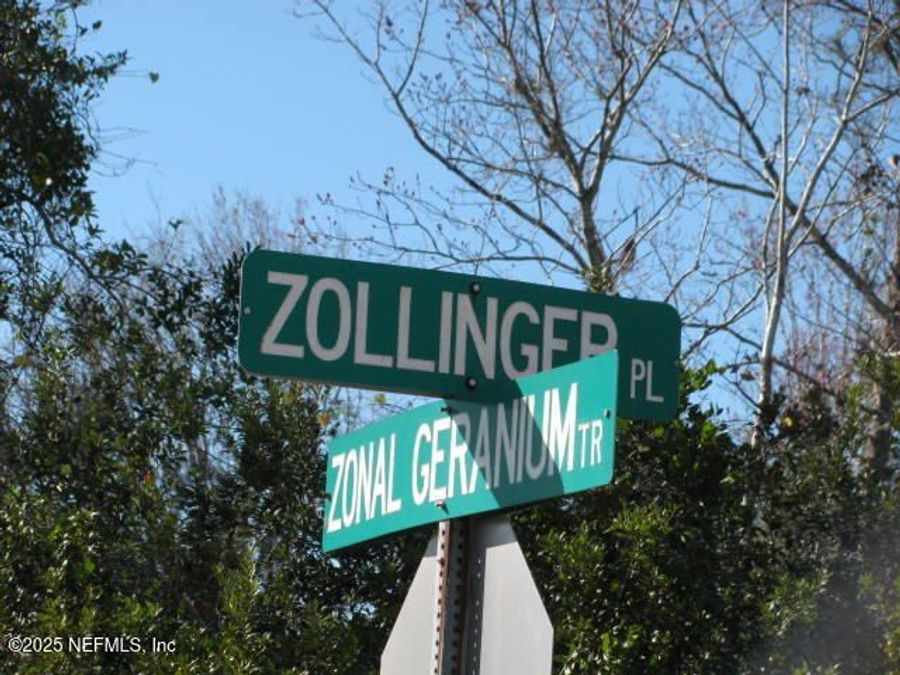 ZOLLINGER PL
ZONAL GERANIUM TR
©2025 NEFMLS, Inc